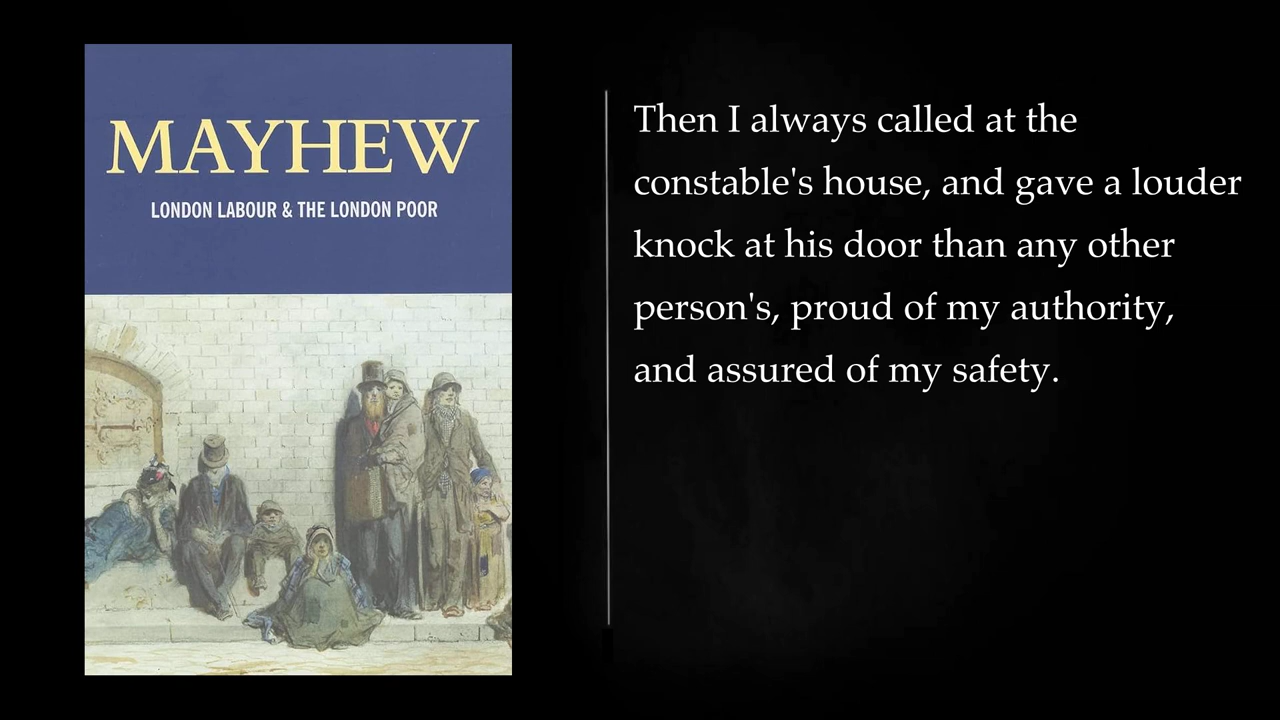 MAYHEW
LONDON LABOUR & THE LONDON POOR
Then I always called at the
constable's house, and gave a louder
knock at his door than any other
person's, proud of my authority,
and assured of my safety.